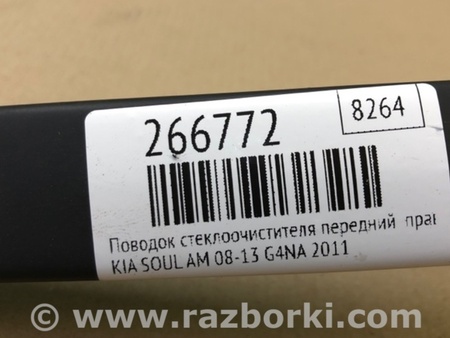 8264
266772
Поводок стеклоочистителя передний
KIA SOUL AM 08-13 G4NA 2011
© www.razborki.com